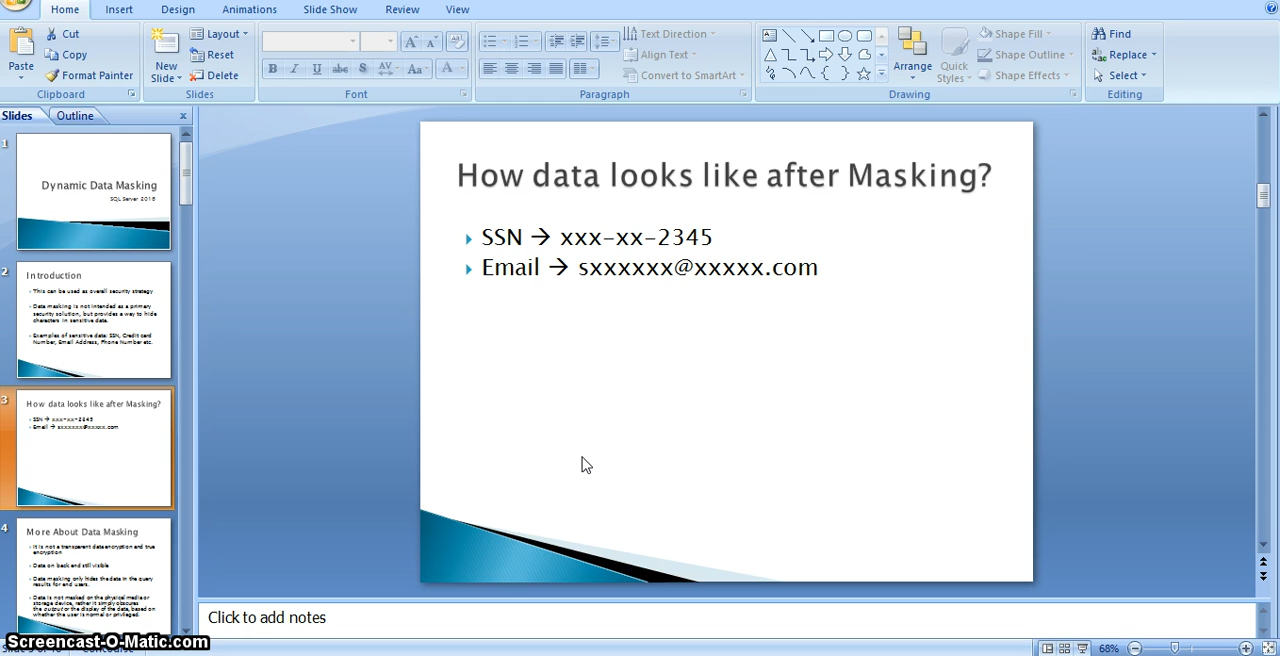 Home Insert Design Animations Slide Show Review View
Paste
Cut
Copy
Format Painter
Clipboard
New Slide
Layout
Reset
Delete
Slides
B I U abc S AV Aa A
Font
Text Direction
Align Text
Convert to SmartArt
Paragraph
Arrange
Quick Styles
Shape Fill
Shape Outline
Shape Effects
Drawing
Find
Replace
Select
Editing
Slides Outline x
1
Dynamic Data Masking
SQL Server 2016
2
Introduction
This can be used as overall security strategy
Data masking is not intended as a primary
security solution, but provides a way to hide
characters in sensitive data.
Examples of sensitive data: SSN, Credit card
Number, Email Address, Phone Number etc.
3
How data looks like after Masking?
SSN → xxx-xx-2345
Email → sxxxxxx@xxxxx.com
4
More About Data Masking
It is not a transparent data encryption and true
encryption
Data on back end still visible
Data masking only hides the data in the query
results for end users.
Data is not masked on the physical media or
storage device, rather it simply obscures
the output or the display of the data, based on
whether the user is normal or privileged.
How data looks like after Masking?
SSN → xxx-xx-2345
Email → sxxxxxx@xxxxx.com
Click to add notes
Screencast-O-Matic.com
68%